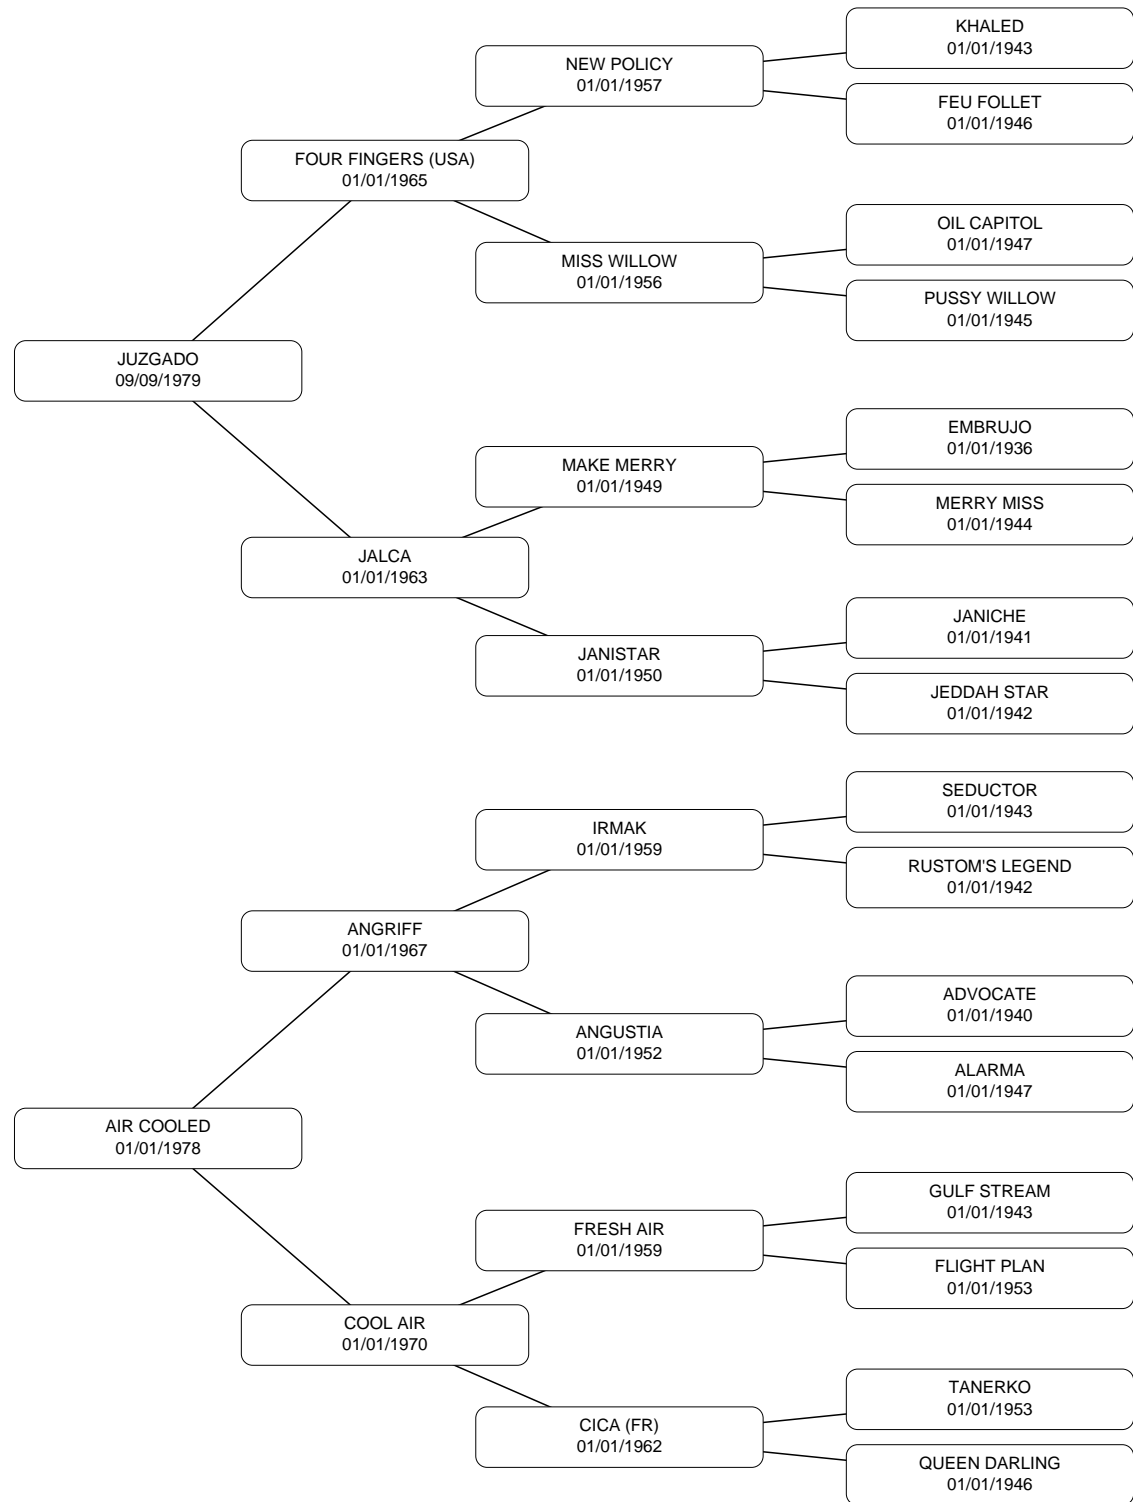 KHALED
01/01/1943
NEW POLICY
01/01/1957
FEU FOLLET
01/01/1946
FOUR FINGERS (USA)
01/01/1965
OIL CAPITOL
01/01/1947
MISS WILLOW
01/01/1956
PUSSY WILLOW
01/01/1945
JUZGADO
09/09/1979
EMBRUJO
01/01/1936
MAKE MERRY
01/01/1949
MERRY MISS
01/01/1944
JALCA
01/01/1963
JANICHE
01/01/1941
JANISTAR
01/01/1950
JEDDAH STAR
01/01/1942
SEDUCTOR
01/01/1943
IRMAK
01/01/1959
RUSTOM'S LEGEND
01/01/1942
ANGRIFF
01/01/1967
ADVOCATE
01/01/1940
ANGUSTIA
01/01/1952
ALARMA
01/01/1947
AIR COOLED
01/01/1978
GULF STREAM
01/01/1943
FRESH AIR
01/01/1959
FLIGHT PLAN
01/01/1953
COOL AIR
01/01/1970
TANERKO
01/01/1953
CICA (FR)
01/01/1962
QUEEN DARLING
01/01/1946